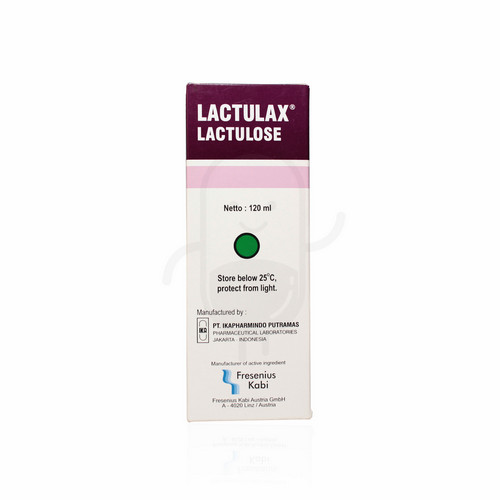 LACTULAX®
LACTULOSE
Netto : 120 ml
Store below 25°C,
protect from light.
Manufactured by :
IKA
PT. IKAPHARMINDO PUTRAMAS
PHARMACEUTICAL LABORATORIES
JAKARTA - INDONESIA
Manufacturer of active ingredient
Fresenius
Kabi
Fresenius Kabi Austria GmbH
A - 4020 Linz / Austria